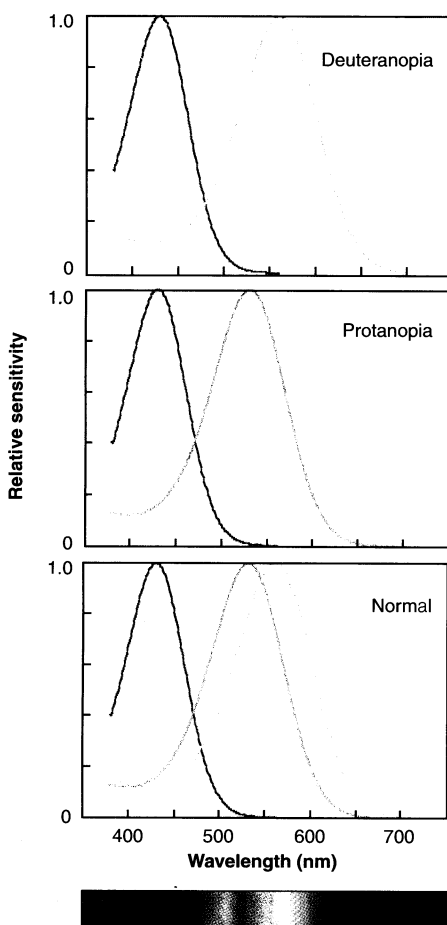 1.0
Deuteranopia
0
1.0
Protanopia
0
1.0
Normal
0
Relative sensitivity
400 500 600 700
Wavelength (nm)